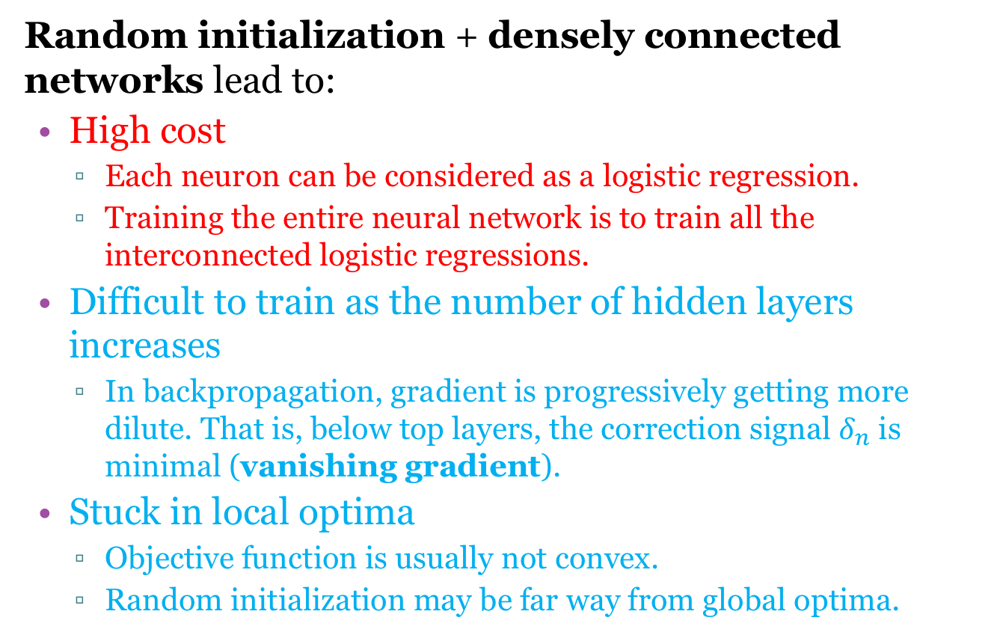 Random initialization + densely connected
networks lead to:
• High cost
▫ Each neuron can be considered as a logistic regression.
▫ Training the entire neural network is to train all the
interconnected logistic regressions.
• Difficult to train as the number of hidden layers
increases
▫ In backpropagation, gradient is progressively getting more
dilute. That is, below top layers, the correction signal δₙ is
minimal (vanishing gradient).
• Stuck in local optima
▫ Objective function is usually not convex.
▫ Random initialization may be far way from global optima.